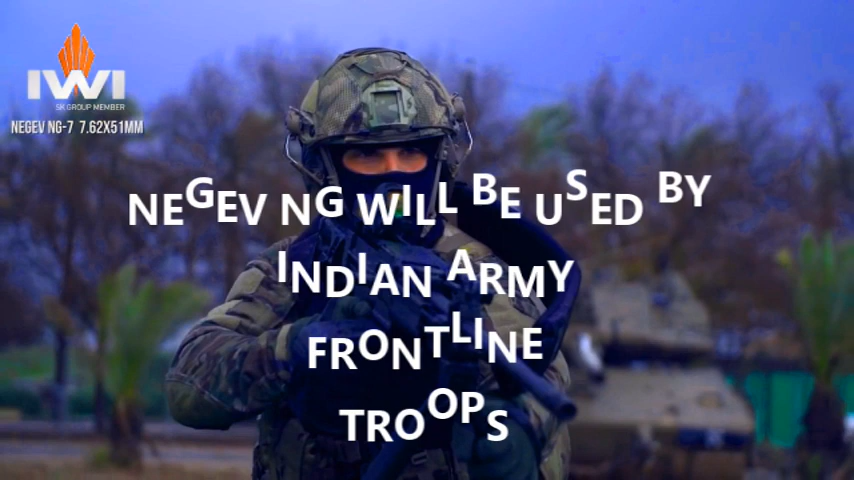 IWI
SK GROUP MEMBER
NEGEV NG-7 7.62X51MM
NEGEV NG WILL BE USED BY
INDIAN ARMY
FRONTLINE
TROOPS